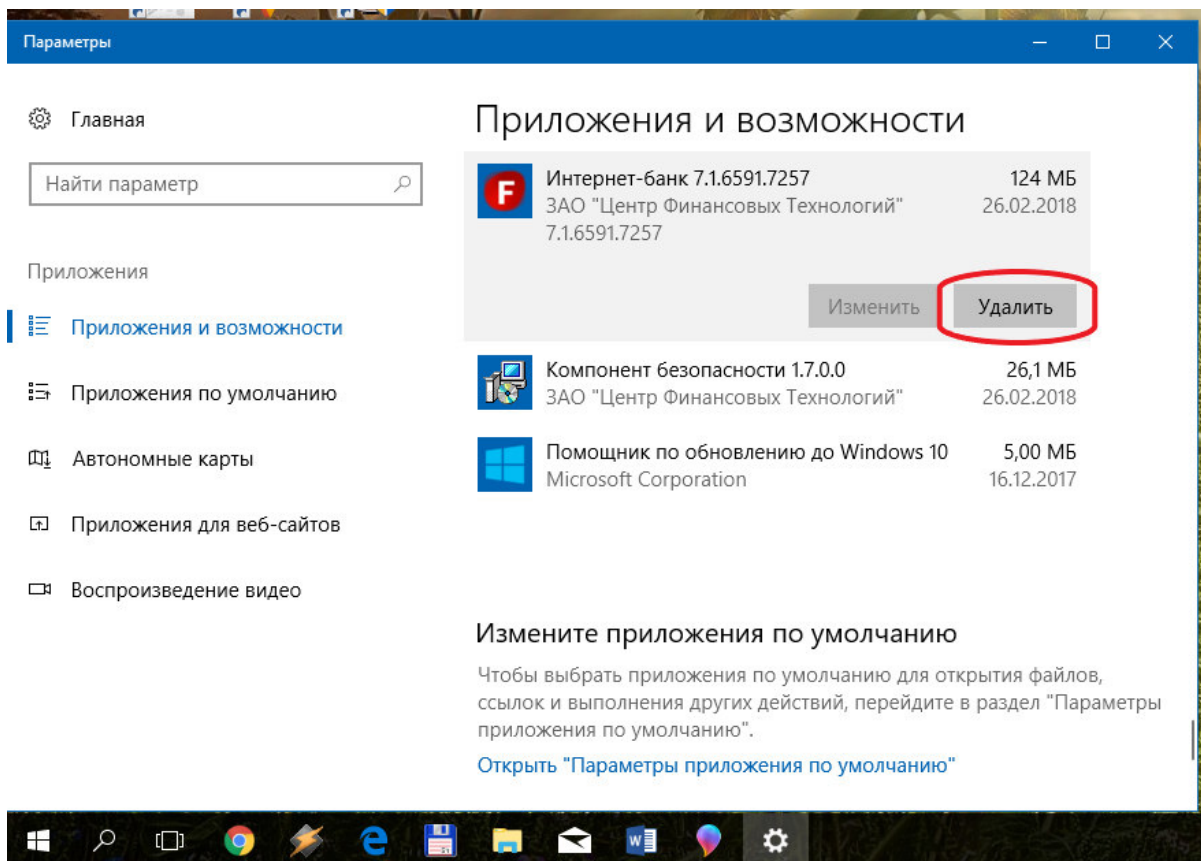 Параметры
Главная
Найти параметр
Приложения
Приложения и возможности
Приложения по умолчанию
Автономные карты
Приложения для веб-сайтов
Воспроизведение видео
Приложения и возможности
F
Интернет-банк 7.1.6591.7257 124 МБ
ЗАО "Центр Финансовых Технологий" 26.02.2018
7.1.6591.7257
Изменить Удалить
Компонент безопасности 1.7.0.0 26,1 МБ
ЗАО "Центр Финансовых Технологий" 26.02.2018
Помощник по обновлению до Windows 10 5,00 МБ
Microsoft Corporation 16.12.2017
Измените приложения по умолчанию
Чтобы выбрать приложения по умолчанию для открытия файлов,
ссылок и выполнения других действий, перейдите в раздел "Параметры
приложения по умолчанию".
Открыть "Параметры приложения по умолчанию"